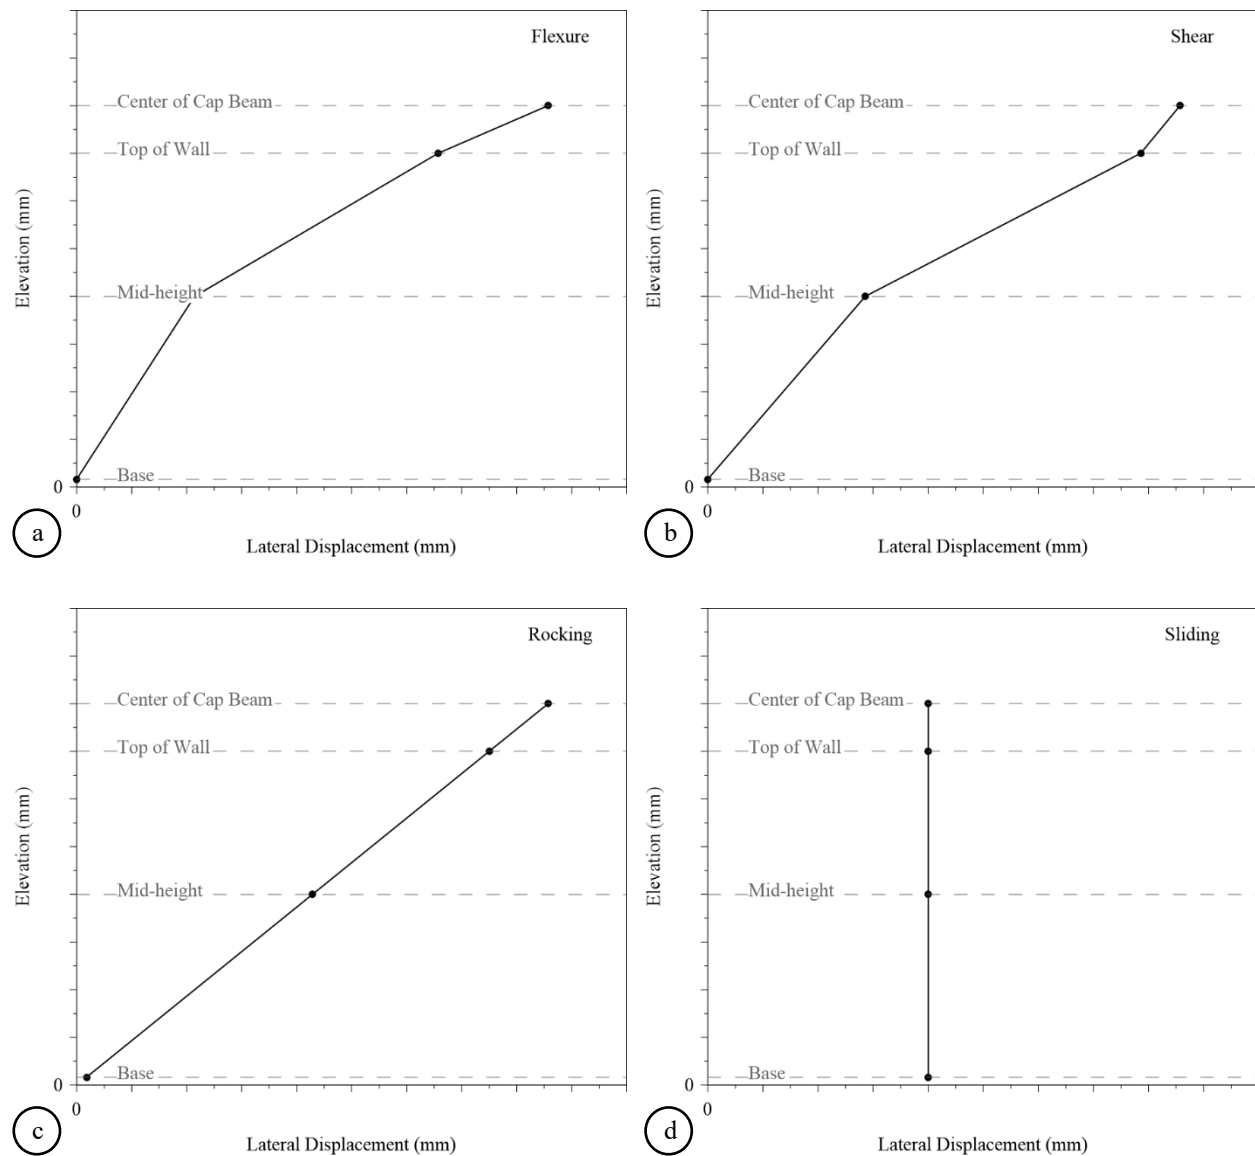 Flexure
Center of Cap Beam
Top of Wall
Elevation (mm)
Mid-height
Base
0
0
a
Lateral Displacement (mm)
Shear
Center of Cap Beam
Top of Wall
Elevation (mm)
Mid-height
Base
0
0
b
Lateral Displacement (mm)
Rocking
Center of Cap Beam
Top of Wall
Elevation (mm)
Mid-height
Base
0
0
c
Lateral Displacement (mm)
Sliding
Center of Cap Beam
Top of Wall
Elevation (mm)
Mid-height
Base
0
0
d
Lateral Displacement (mm)